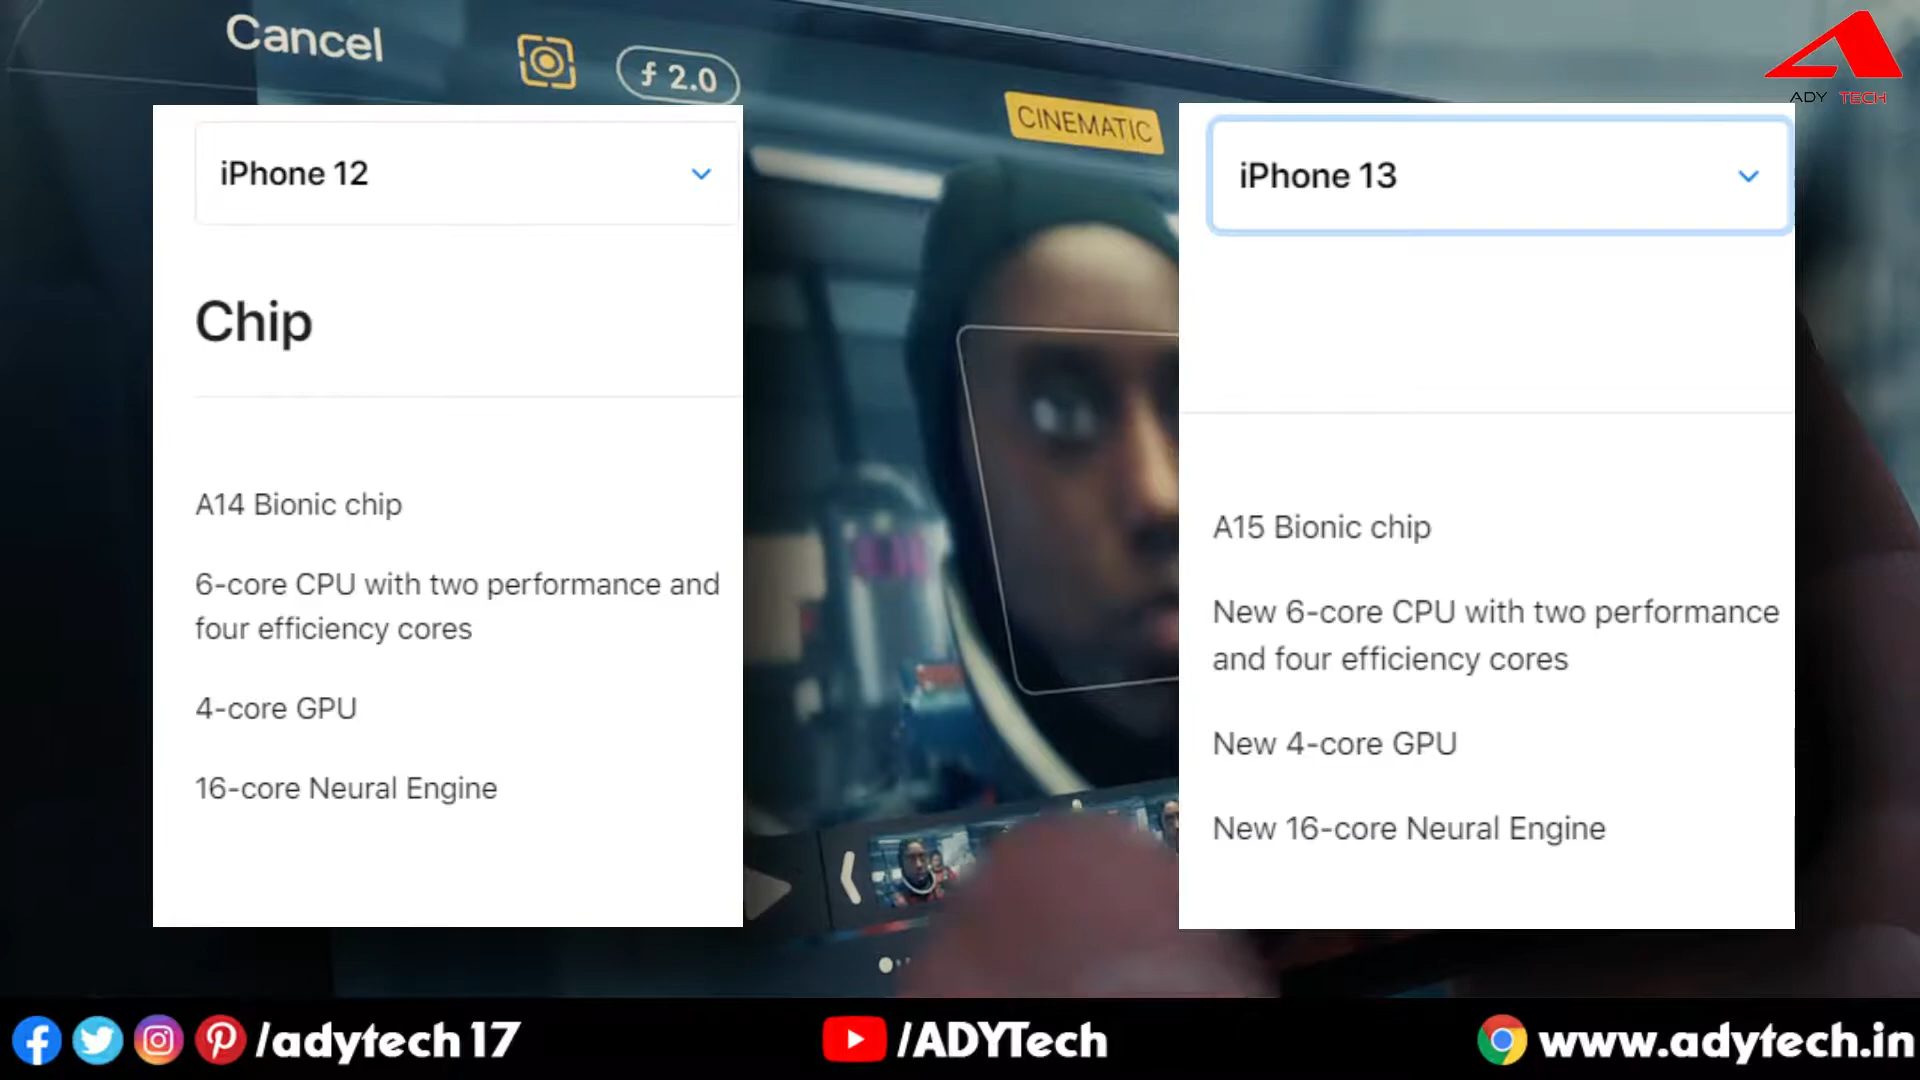 Cancel
f 2.0
CINEMATIC
ADY TECH
iPhone 12
Chip
A14 Bionic chip
6-core CPU with two performance and
four efficiency cores
4-core GPU
16-core Neural Engine
iPhone 13
A15 Bionic chip
New 6-core CPU with two performance
and four efficiency cores
New 4-core GPU
New 16-core Neural Engine
/adytech17
/ADYTech
www.adytech.in